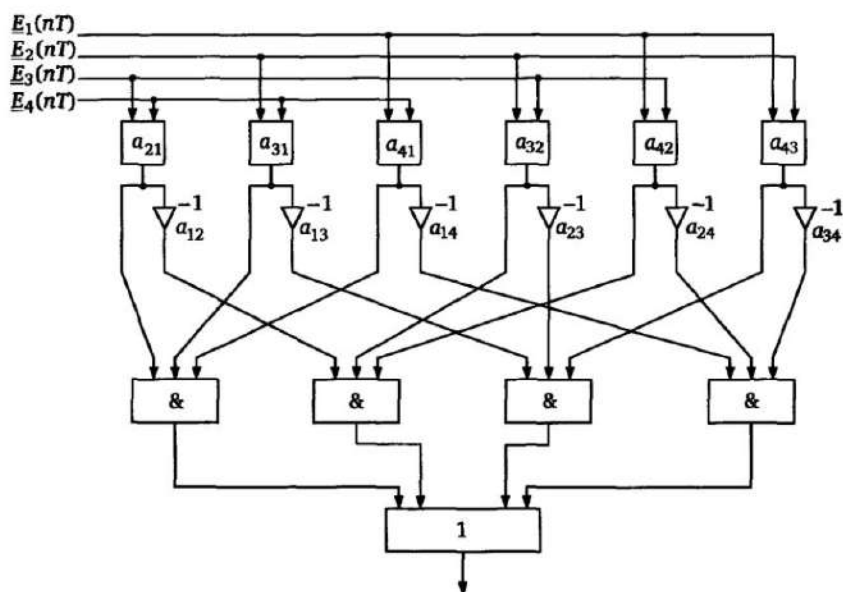 E₁(nT)
E₂(nT)
E₃(nT)
E₄(nT)
a₂₁ a₃₁ a₄₁ a₃₂ a₄₂ a₄₃
−1 −1 −1 −1 −1 −1
a₁₂ a₁₃ a₁₄ a₂₃ a₂₄ a₃₄
& & & &
1